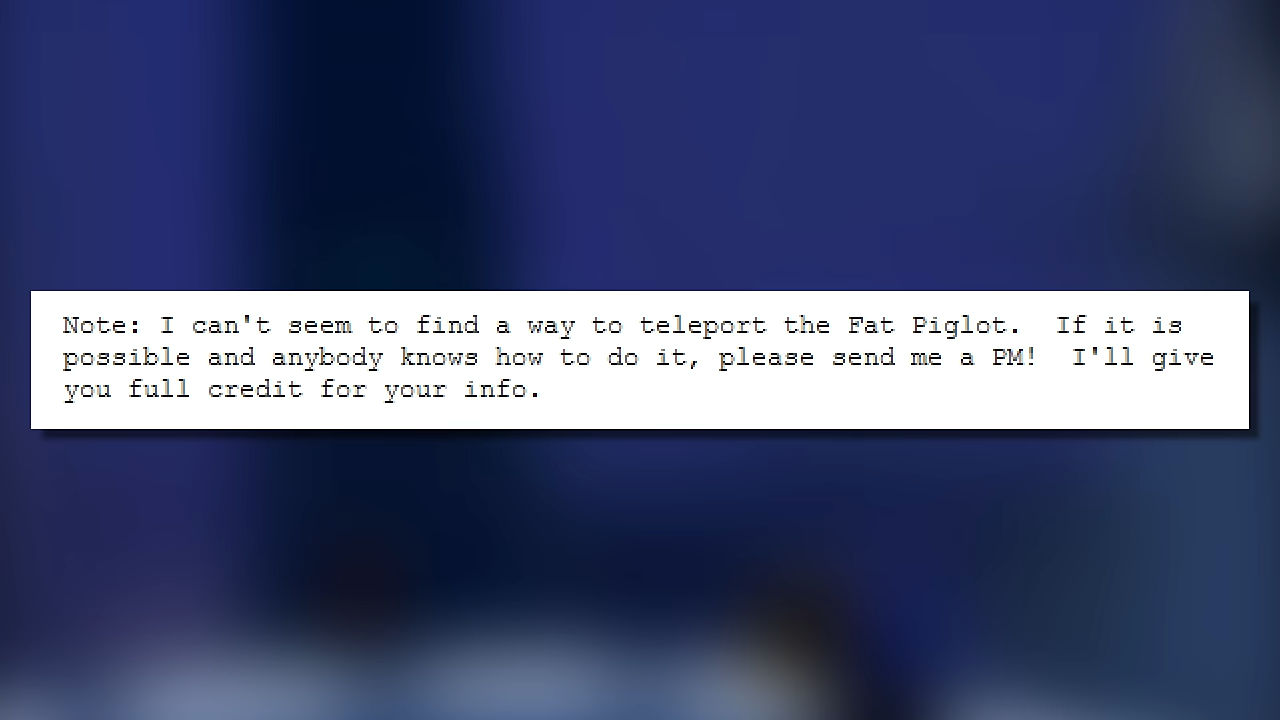 Note: I can't seem to find a way to teleport the Fat Piglot.  If it is
possible and anybody knows how to do it, please send me a PM!  I'll give
you full credit for your info.